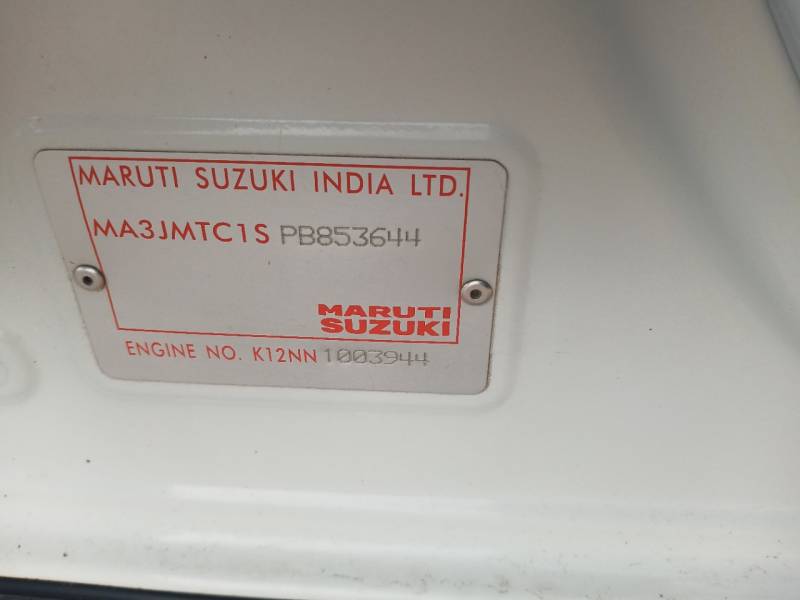 MARUTI SUZUKI INDIA LTD.
MA3JMTC1S PB853644
MARUTI
SUZUKI
ENGINE NO. K12NN 1003944